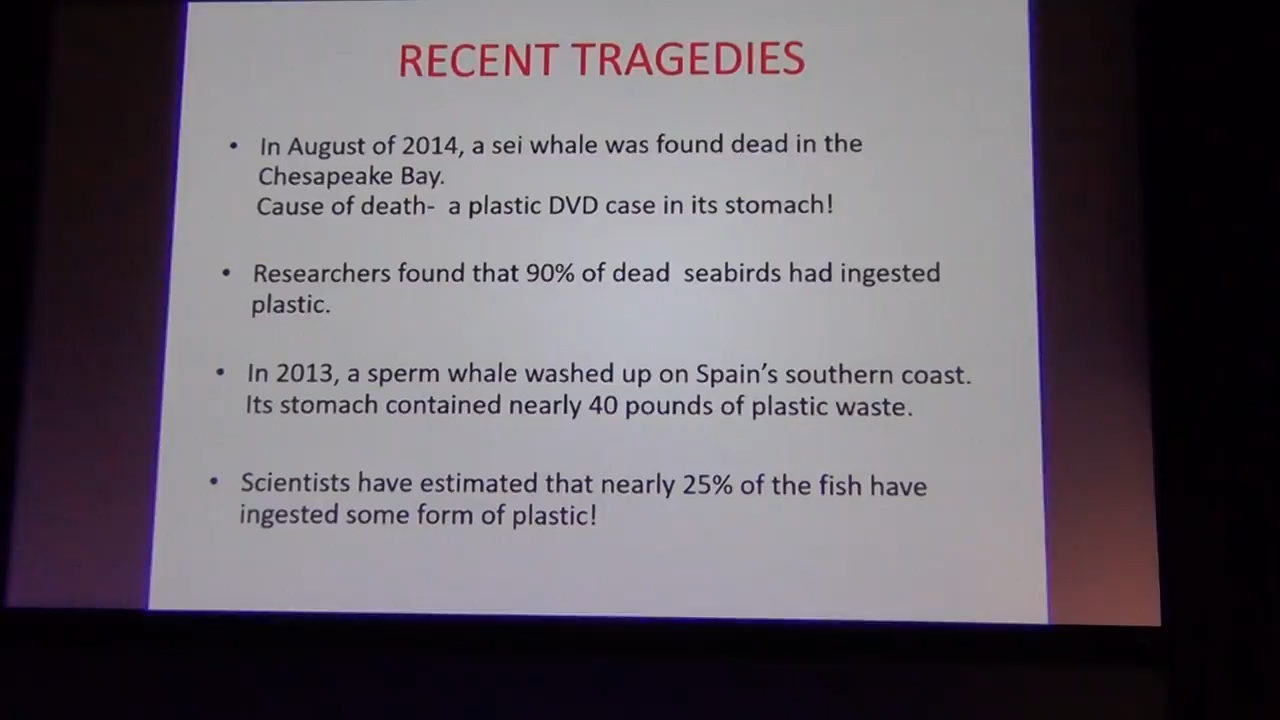 RECENT TRAGEDIES
• In August of 2014, a sei whale was found dead in the
Chesapeake Bay.
Cause of death- a plastic DVD case in its stomach!
• Researchers found that 90% of dead  seabirds had ingested
plastic.
• In 2013, a sperm whale washed up on Spain’s southern coast.
Its stomach contained nearly 40 pounds of plastic waste.
• Scientists have estimated that nearly 25% of the fish have
ingested some form of plastic!